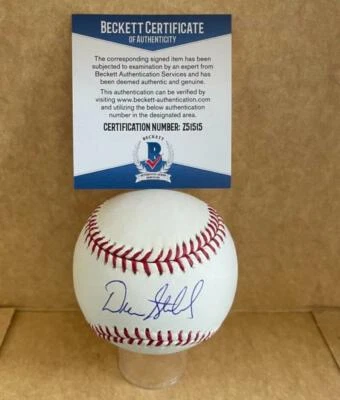 BECKETT CERTIFICATE
OF AUTHENTICITY
The corresponding signed item has been
subjected to examination by an expert from
Beckett Authentication Services and has
been deemed authentic and genuine.
This authentication can be verified by
visiting www.beckett-authentication.com
and utilizing the below authentication
number in the designated area.
CERTIFICATION NUMBER: Z51515
BECKETT
B